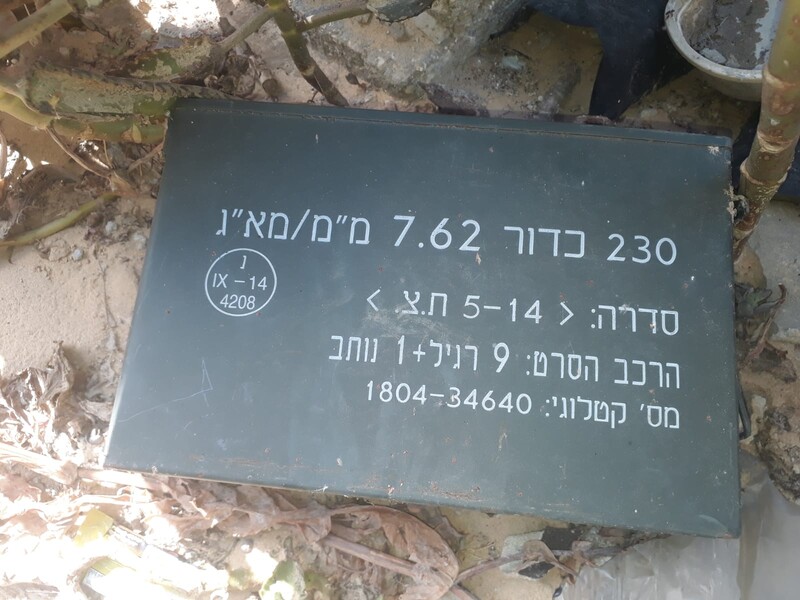 230 כדור 7.62 מ"מ/מא"ג
נ
IX - 14
4208
סדרה: < 5-14 ת.צ >
הרכב הסרט: 9 רגיל+1 נותב
מס' קטלוגי: 1804-34640